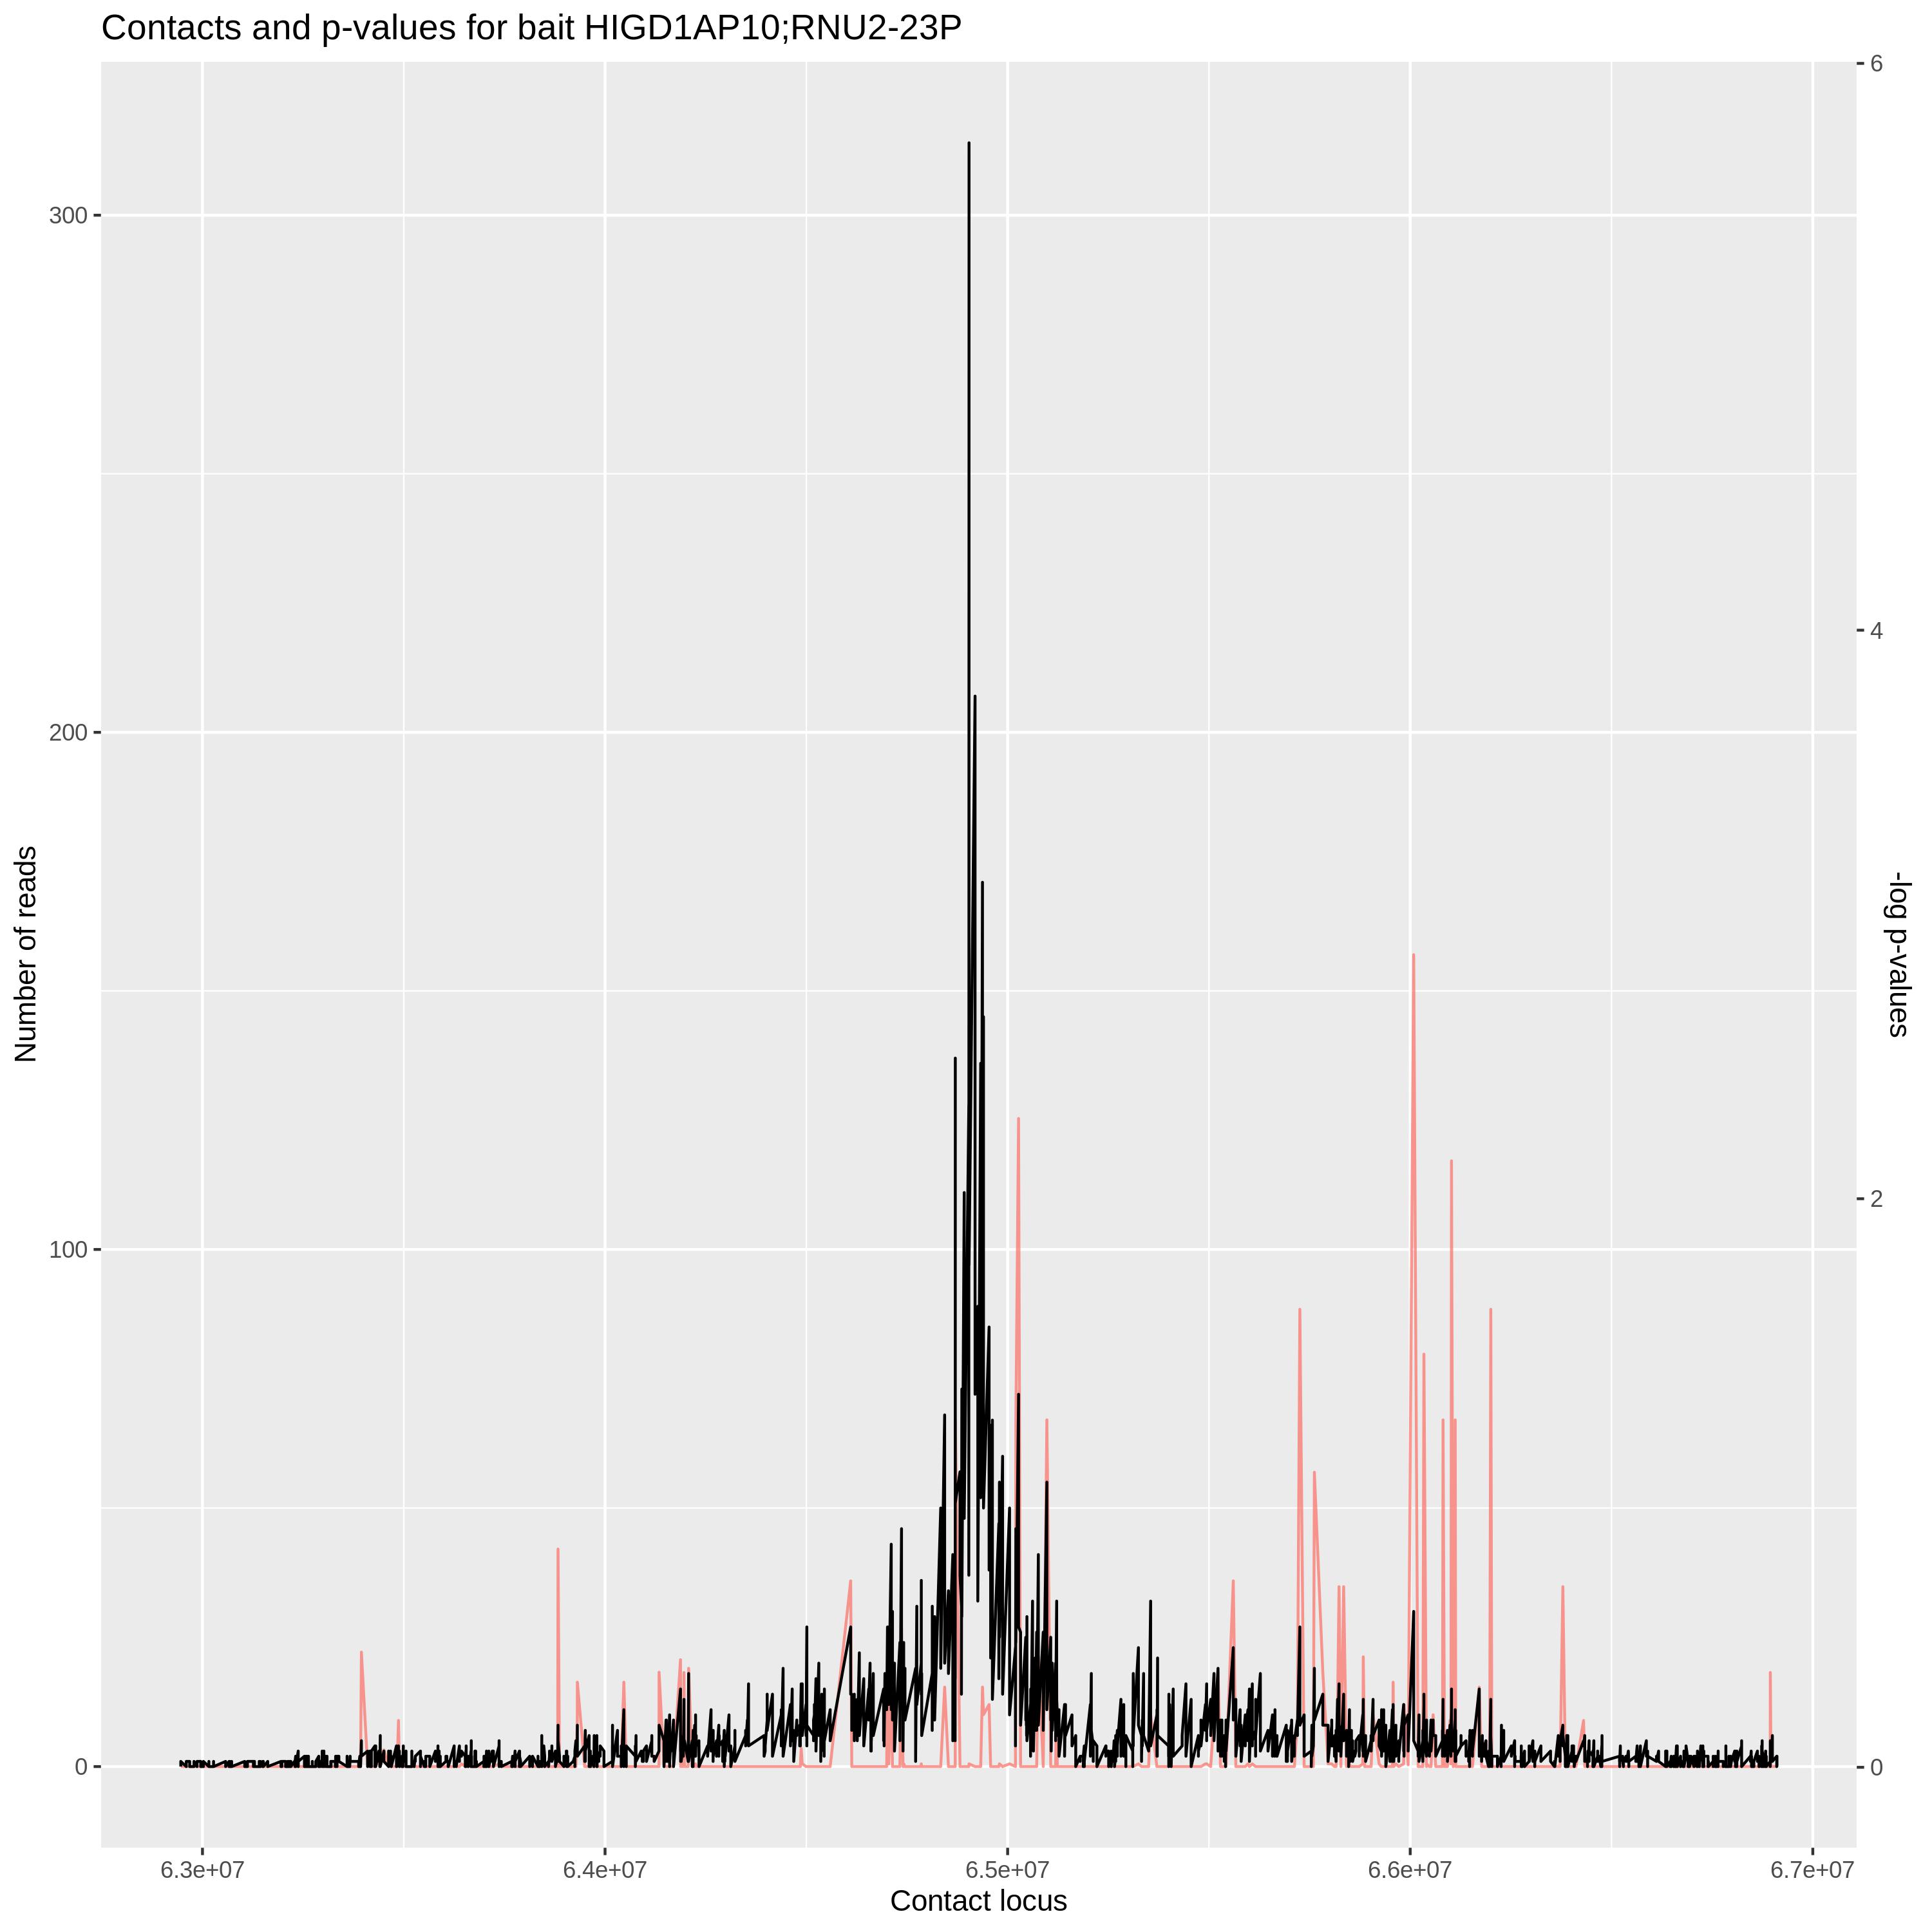 Contacts and p-values for bait HIGD1AP10;RNU2-23P
Number of reads
300
200
100
0
6
4
2
0
-log p-values
6.3e+07
6.4e+07
6.5e+07
6.6e+07
6.7e+07
Contact locus